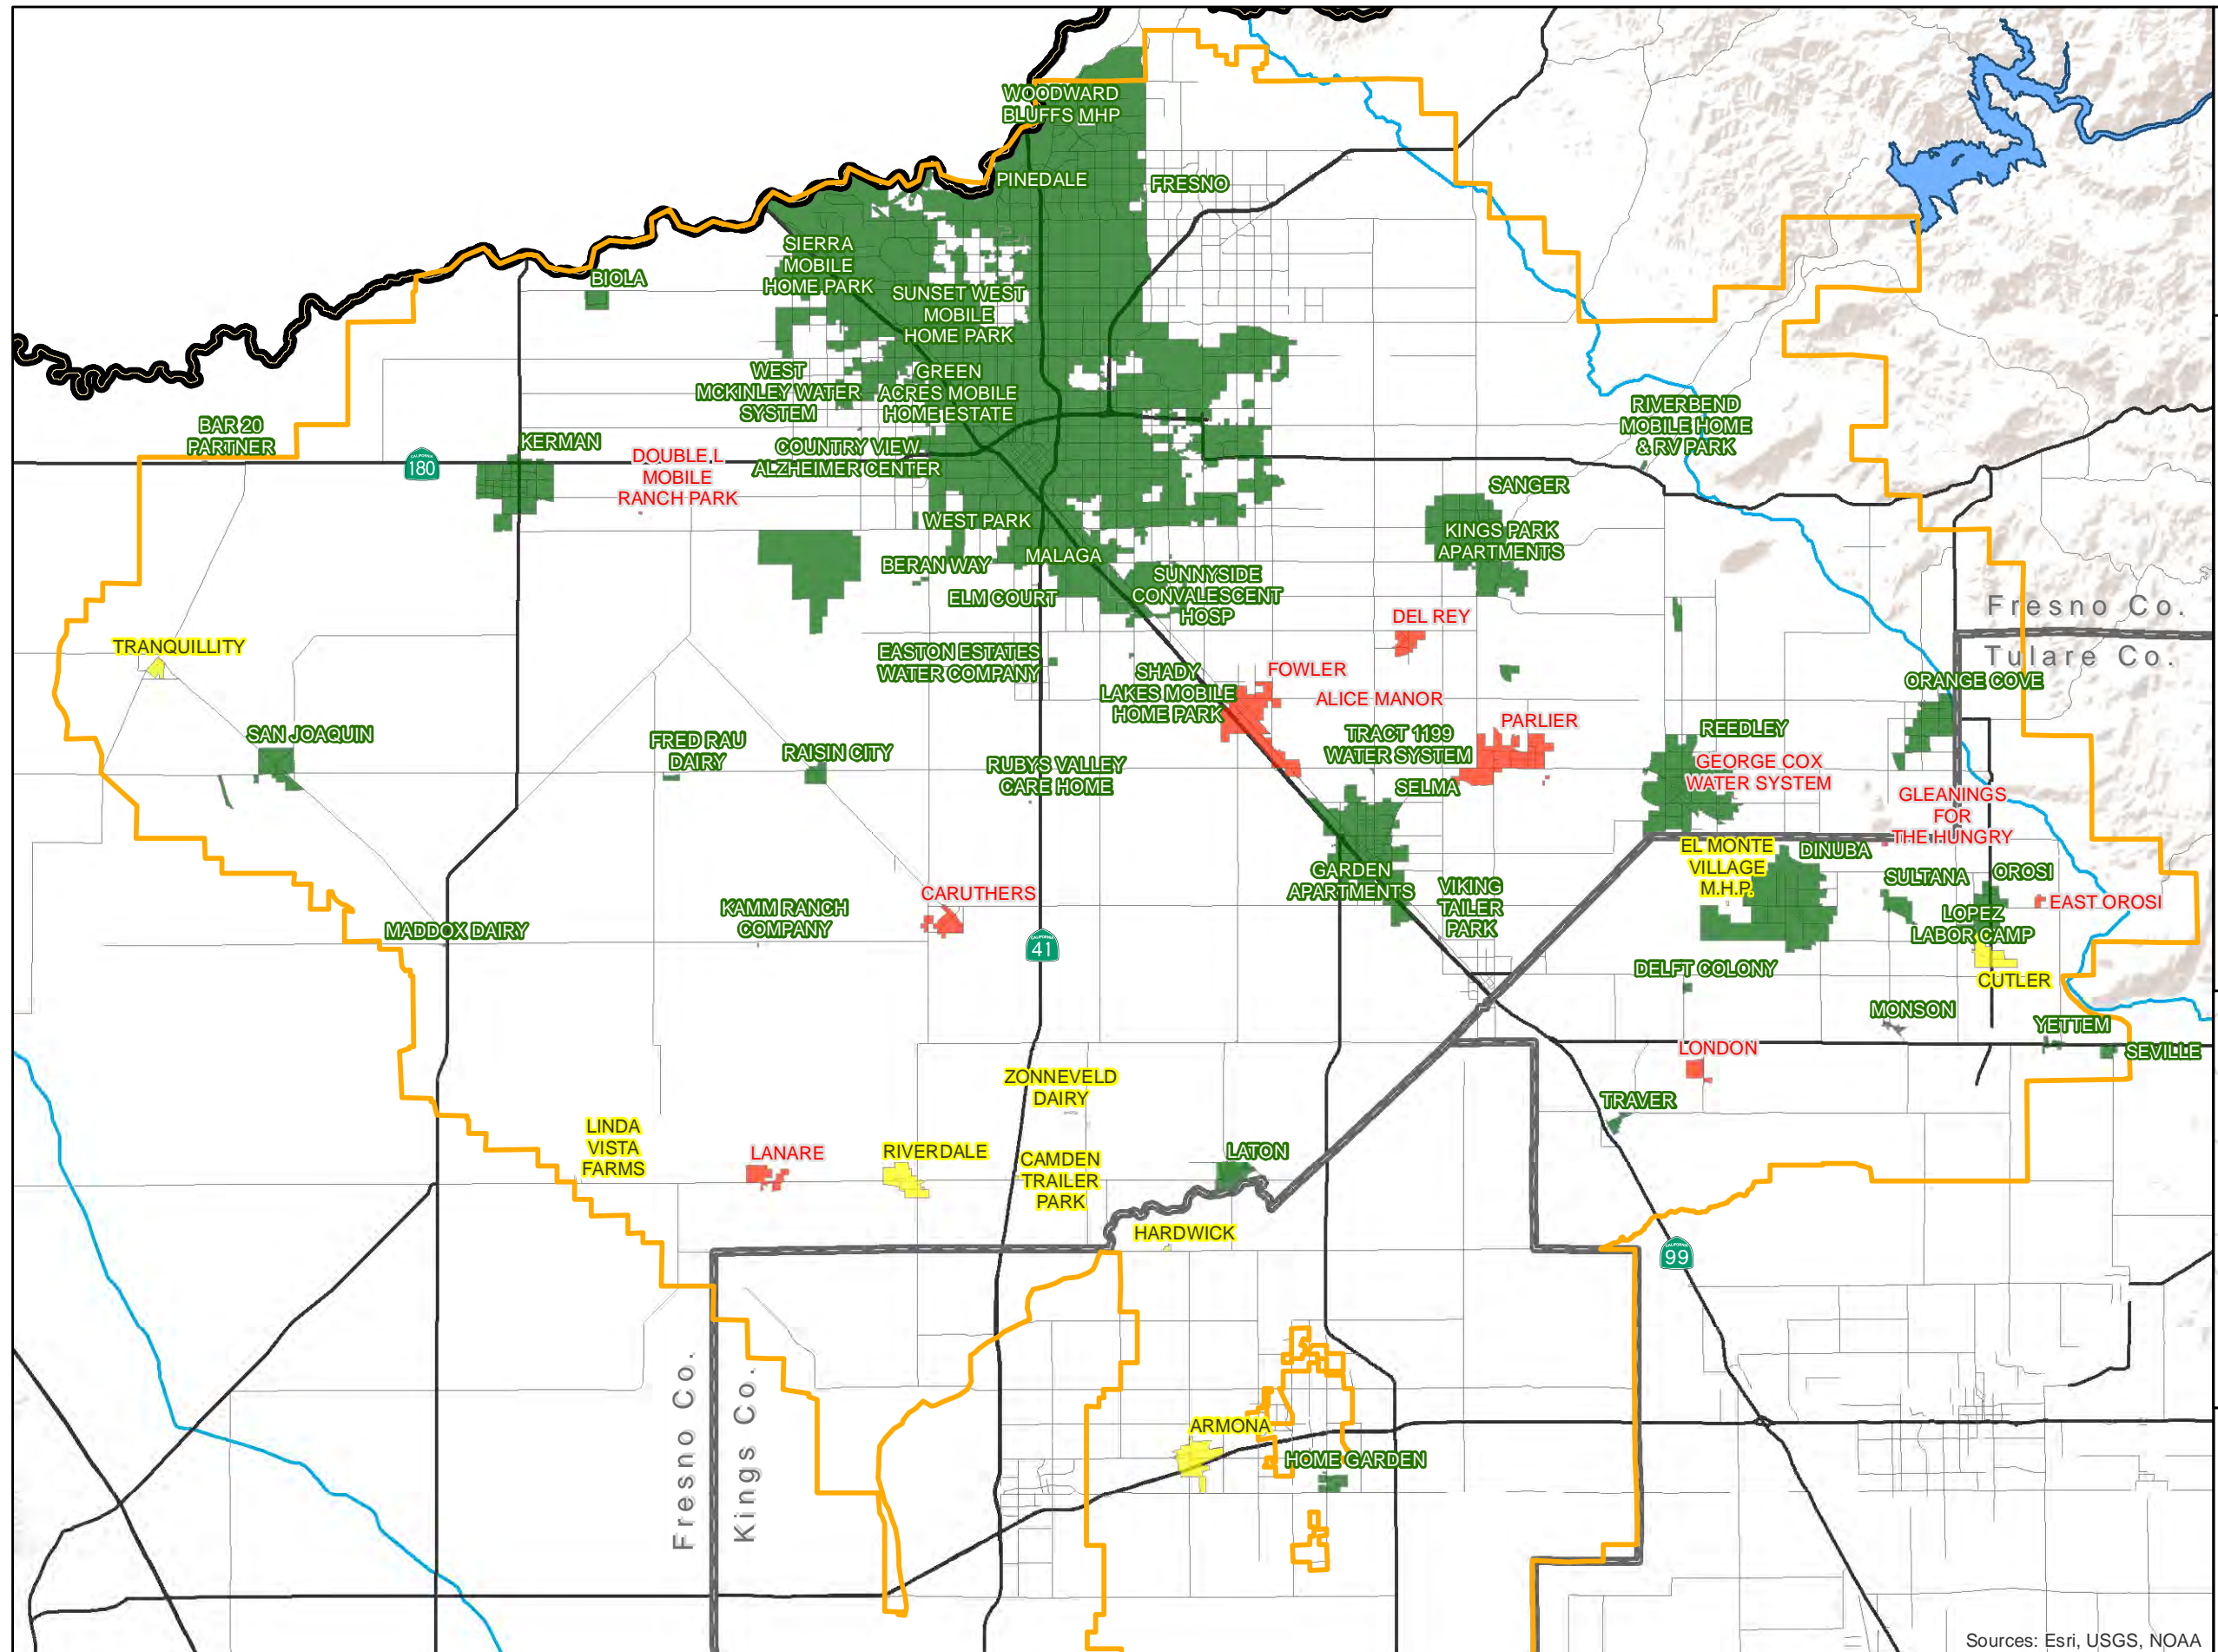 WOODWARD
BLUFFS MHP
PINEDALE
FRESNO
SIERRA
MOBILE
HOME PARK
BIOLA
SUNSET WEST
MOBILE
HOME PARK
WEST
MCKINLEY WATER
SYSTEM
GREEN
ACRES MOBILE
HOME ESTATE
BAR 20
PARTNER
CALIFORNIA
180
KERMAN
DOUBLE L
MOBILE
RANCH PARK
COUNTRY VIEW
ALZHEIMER CENTER
RIVERBEND
MOBILE HOME
& RV PARK
SANGER
KINGS PARK
APARTMENTS
WEST PARK
MALAGA
BERAN WAY
ELM COURT
SUNNYSIDE
CONVALESCENT
HOSP
DEL REY
Fresno Co.
Tulare Co.
TRANQUILLITY
EASTON ESTATES
WATER COMPANY
SHADY
LAKES MOBILE
HOME PARK
FOWLER
ALICE MANOR
ORANGE COVE
PARLIER
TRACT 1199
WATER SYSTEM
REEDLEY
SAN JOAQUIN
FRED RAU
DAIRY
RAISIN CITY
RUBYS VALLEY
CARE HOME
SELMA
GEORGE COX
WATER SYSTEM
GLEANINGS
FOR
THE HUNGRY
EL MONTE
VILLAGE
M.H.P.
DINUBA
GARDEN
APARTMENTS
VIKING
TAILER
PARK
SULTANA
OROSI
EAST OROSI
LOPEZ
LABOR CAMP
CARUTHERS
KAMM RANCH
COMPANY
MADDOX DAIRY
CALIFORNIA
41
DELFT COLONY
CUTLER
MONSON
YETTEM
SEVILLE
LONDON
ZONNEVELD
DAIRY
TRAVER
LINDA
VISTA
FARMS
LANARE
RIVERDALE
CAMDEN
TRAILER
PARK
LATON
HARDWICK
CALIFORNIA
99
Fresno Co.
Kings Co.
ARMONA
HOME GARDEN
Sources: Esri, USGS, NOAA